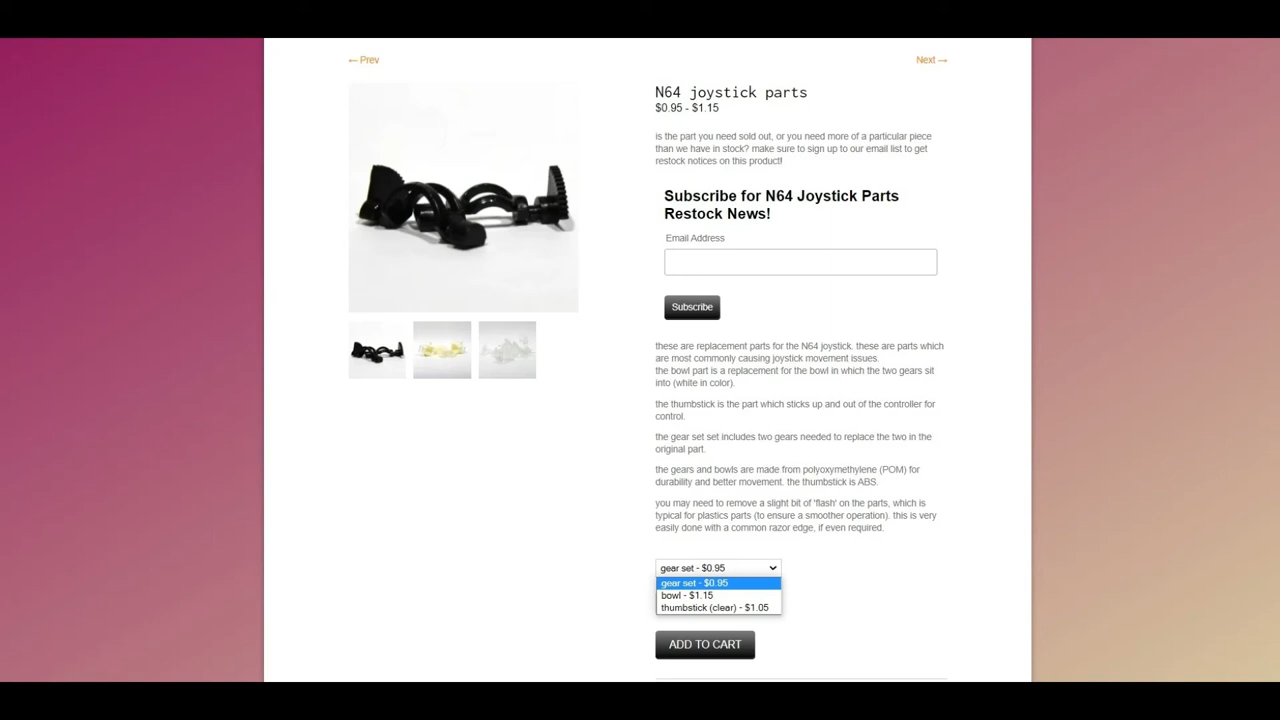 ← Prev
Next →
N64 joystick parts
$0.95 - $1.15
is the part you need sold out, or you need more of a particular piece
than we have in stock? make sure to sign up to our email list to get
restock notices on this product!
Subscribe for N64 Joystick Parts
Restock News!
Email Address
Subscribe
these are replacement parts for the N64 joystick. these are parts which
are most commonly causing joystick movement issues.
the bowl part is a replacement for the bowl in which the two gears sit
into (white in color).
the thumbstick is the part which sticks up and out of the controller for
control.
the gear set set includes two gears needed to replace the two in the
original part.
the gears and bowls are made from polyoxymethylene (POM) for
durability and better movement. the thumbstick is ABS.
you may need to remove a slight bit of 'flash' on the parts, which is
typical for plastics parts (to ensure a smoother operation). this is very
easily done with a common razor edge, if even required.
gear set - $0.95
gear set - $0.95
bowl - $1.15
thumbstick (clear) - $1.05
ADD TO CART